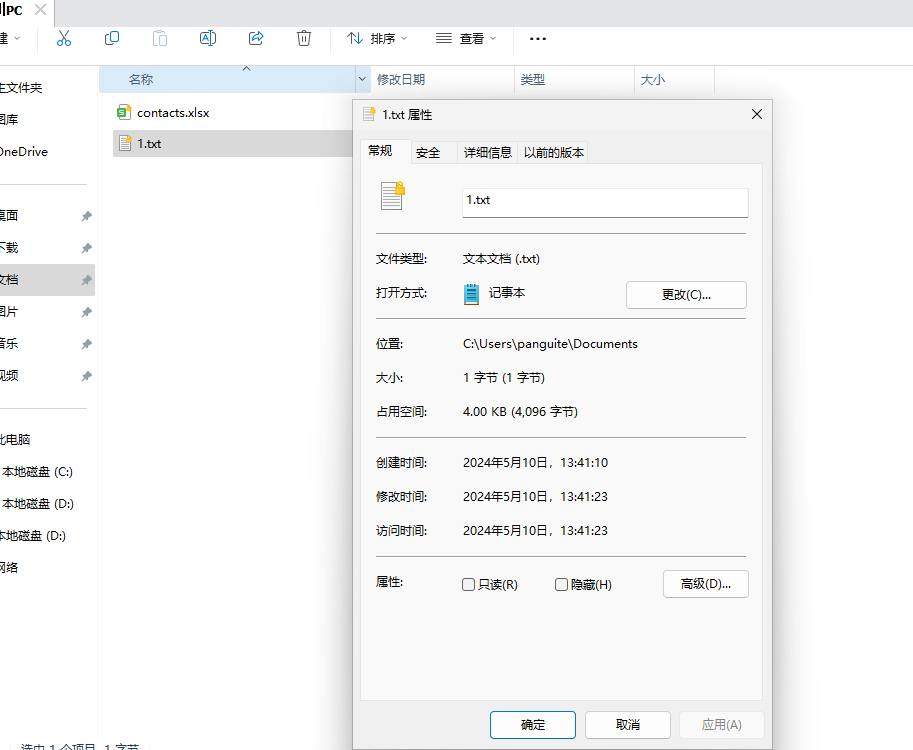 PC
排序
查看
名称
修改日期
类型
大小
主文件夹
图库
OneDrive
桌面
下载
文档
图片
音乐
视频
此电脑
本地磁盘 (C:)
本地磁盘 (D:)
本地磁盘 (D:)
网络
contacts.xlsx
1.txt
1.txt 属性
常规
安全
详细信息
以前的版本
1.txt
文件类型:
文本文档 (.txt)
打开方式:
记事本
更改(C)...
位置:
C:\Users\panguite\Documents
大小:
1 字节 (1 字节)
占用空间:
4.00 KB (4,096 字节)
创建时间:
2024年5月10日，13:41:10
修改时间:
2024年5月10日，13:41:23
访问时间:
2024年5月10日，13:41:23
属性:
只读(R)
隐藏(H)
高级(D)...
确定
取消
应用(A)
选中 1 个项目 1 字节